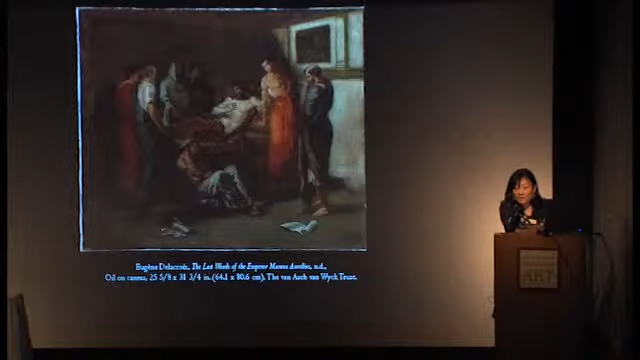 Eugène Delacroix, The Last Words of the Emperor Marcus Aurelius, n.d.,
Oil on canvas, 25 5/8 x 31 3/4 in. (64.1 x 80.6 cm), The van Asch van Wyck Trust.
ART